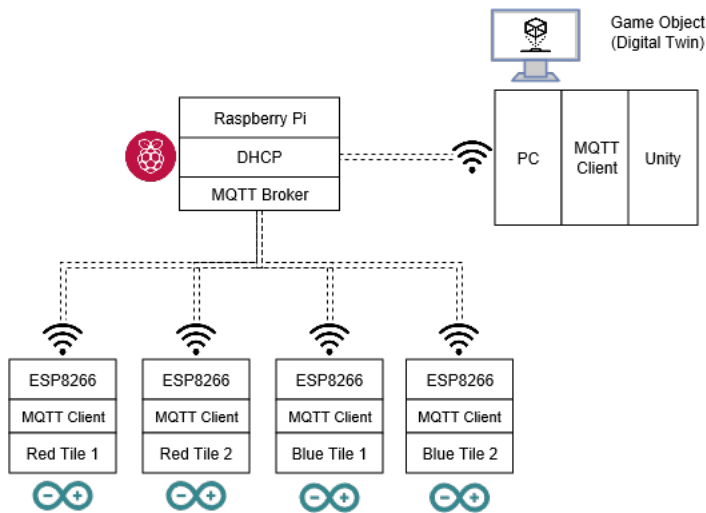 Game Object
(Digital Twin)
Raspberry Pi
DHCP
MQTT Broker
PC
MQTT
Client
Unity
ESP8266
MQTT Client
Red Tile 1
ESP8266
MQTT Client
Red Tile 2
ESP8266
MQTT Client
Blue Tile 1
ESP8266
MQTT Client
Blue Tile 2